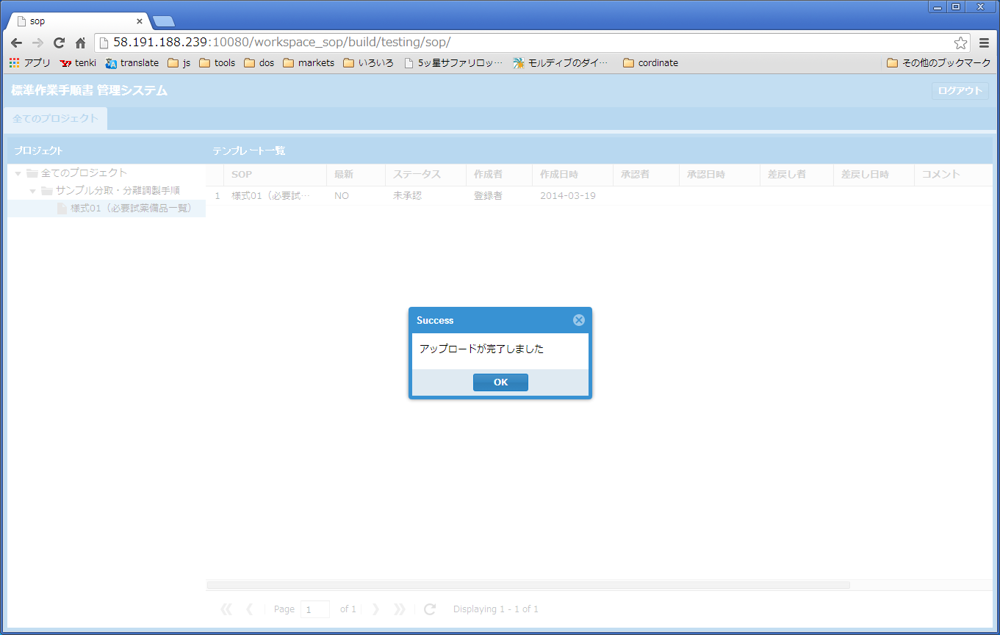 sop
58.191.188.239:10080/workspace_sop/build/testing/sop/
アプリ tenki translate js tools dos markets いろいろ 5ッ星サファリロッ… モルディブのダイ… cordinate その他のブックマーク
標準作業手順書 管理システム ログアウト
全てのプロジェクト
プロジェクト テンプレート一覧
全てのプロジェクト SOP 最新 ステータス 作成者 作成日時 承認者 承認日時 差戻し者 差戻し日時 コメント
サンプル分取・分離調製手順 1 様式01（必要試… NO 未承認 登録者 2014-03-19
様式01（必要試薬備品一覧）
Success
アップロードが完了しました
OK
Page 1 of 1 Displaying 1 - 1 of 1